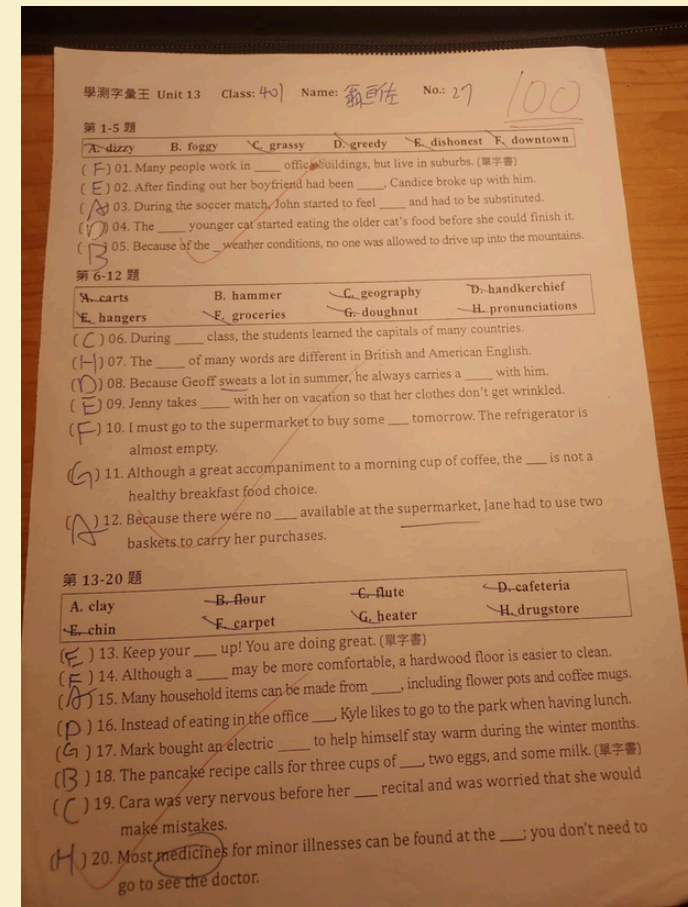 學測字彙王 Unit 13 Class: 401 Name: No.: 27 100
第 1-5 題
A. dizzy B. foggy C. grassy D. greedy E. dishonest F. downtown
( F ) 01. Many people work in ____ office buildings, but live in suburbs. (單字書)
( E ) 02. After finding out her boyfriend had been ____, Candice broke up with him.
( A ) 03. During the soccer match, John started to feel ____ and had to be substituted.
( D ) 04. The ____ younger cat started eating the older cat's food before she could finish it.
( B ) 05. Because of the _weather conditions, no one was allowed to drive up into the mountains.
第 6-12 題
A. carts B. hammer C. geography D. handkerchief
E. hangers F. groceries G. doughnut H. pronunciations
( C ) 06. During ____ class, the students learned the capitals of many countries.
( H ) 07. The ____ of many words are different in British and American English.
( D ) 08. Because Geoff sweats a lot in summer, he always carries a ____ with him.
( E ) 09. Jenny takes ____ with her on vacation so that her clothes don't get wrinkled.
( F ) 10. I must go to the supermarket to buy some ____ tomorrow. The refrigerator is
almost empty.
( G ) 11. Although a great accompaniment to a morning cup of coffee, the ___ is not a
healthy breakfast food choice.
( A ) 12. Because there were no ___ available at the supermarket, Jane had to use two
baskets to carry her purchases.
第 13-20 題
A. clay B. flour C. flute D. cafeteria
E. chin F. carpet G. heater H. drugstore
( E ) 13. Keep your ___ up! You are doing great. (單字書)
( F ) 14. Although a ____ may be more comfortable, a hardwood floor is easier to clean.
( A ) 15. Many household items can be made from ____, including flower pots and coffee mugs.
( D ) 16. Instead of eating in the office ___, Kyle likes to go to the park when having lunch.
( G ) 17. Mark bought an electric ____ to help himself stay warm during the winter months.
( B ) 18. The pancake recipe calls for three cups of ___, two eggs, and some milk. (單字書)
( C ) 19. Cara was very nervous before her ___ recital and was worried that she would
make mistakes.
( H ) 20. Most medicines for minor illnesses can be found at the ___; you don't need to
go to see the doctor.